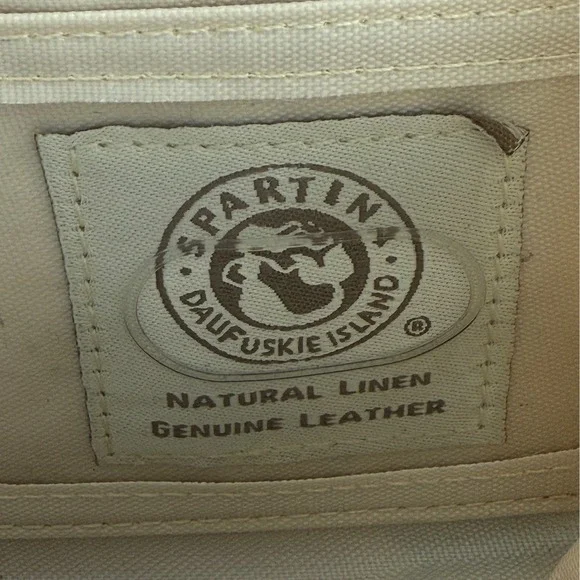 SPARTINA
DAUFUSKIE ISLAND
®
NATURAL LINEN
GENUINE LEATHER